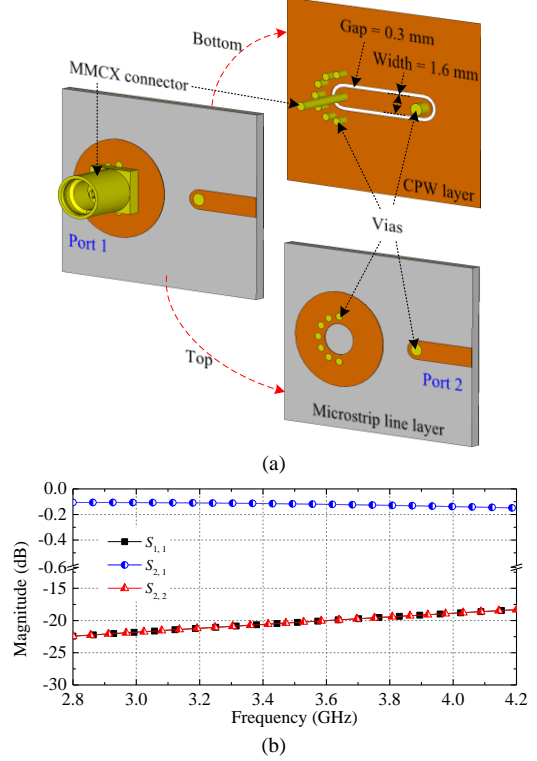 Bottom
Gap = 0.3 mm
Width = 1.6 mm
MMCX connector
CPW layer
Port 1
Vias
Top
Port 2
Microstrip line layer
(a)
0.0
-0.2
-0.4
-0.6
-15
-20
-25
-30
Magnitude (dB)
S1, 1
S2, 1
S2, 2
2.8 3.0 3.2 3.4 3.6 3.8 4.0 4.2
Frequency (GHz)
(b)